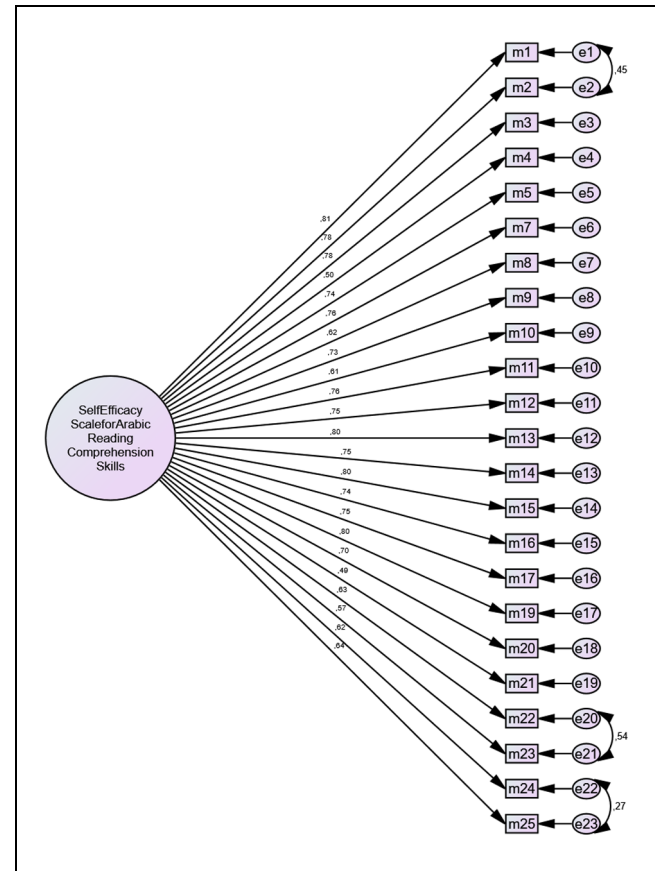 m1 e1
,45
m2 e2
m3 e3
m4 e4
m5 e5
m7 e6
m8 e7
m9 e8
m10 e9
m11 e10
m12 e11
m13 e12
m14 e13
m15 e14
m16 e15
m17 e16
m19 e17
m20 e18
m21 e19
m22 e20
,54
m23 e21
m24 e22
,27
m25 e23
,81
,78
,78
,50
,74
,76
,62
,73
,61
,76
,75
,80
,75
,80
,74
,75
,80
,70
,49
,63
,57
,62
,64
SelfEfficacy
ScaleforArabic
Reading
Comprehension
Skills